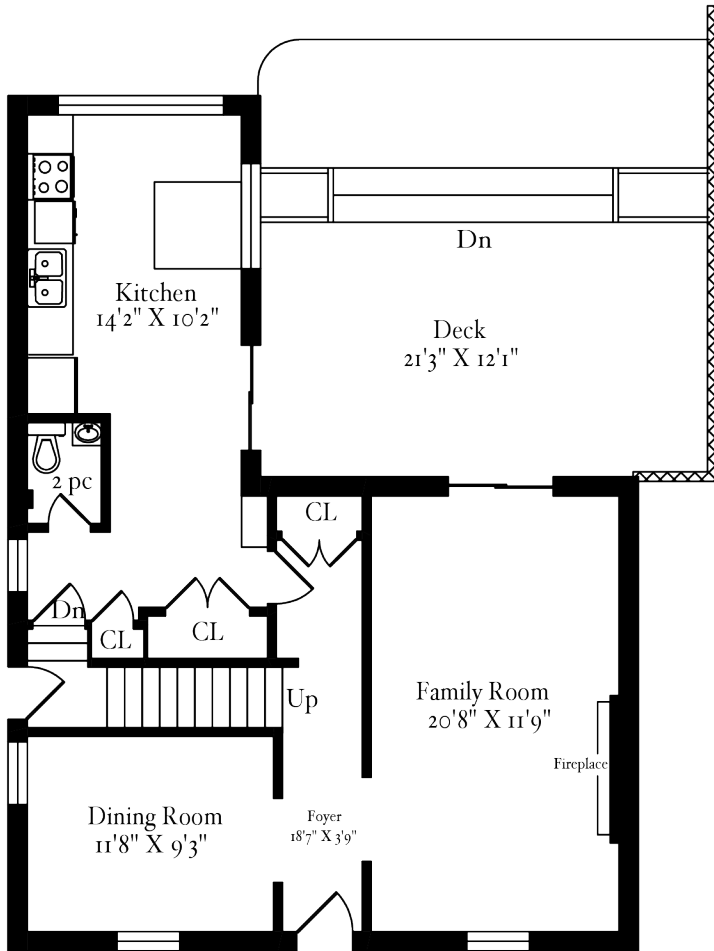 Dn
Kitchen
14'2" X 10'2"
Deck
21'3" X 12'1"
2 pc
CL
Dn
CL
CL
Up
Family Room
20'8" X 11'9"
Fireplace
Dining Room
11'8" X 9'3"
Foyer
18'7" X 3'9"